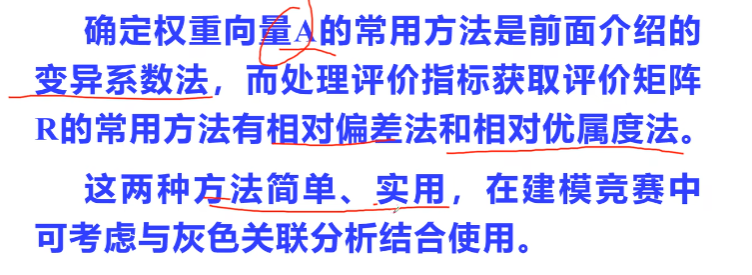 确定权重向量A的常用方法是前面介绍的
变异系数法，而处理评价指标获取评价矩阵
R的常用方法有相对偏差法和相对优属度法。
这两种方法简单、实用，在建模竞赛中
可考虑与灰色关联分析结合使用。